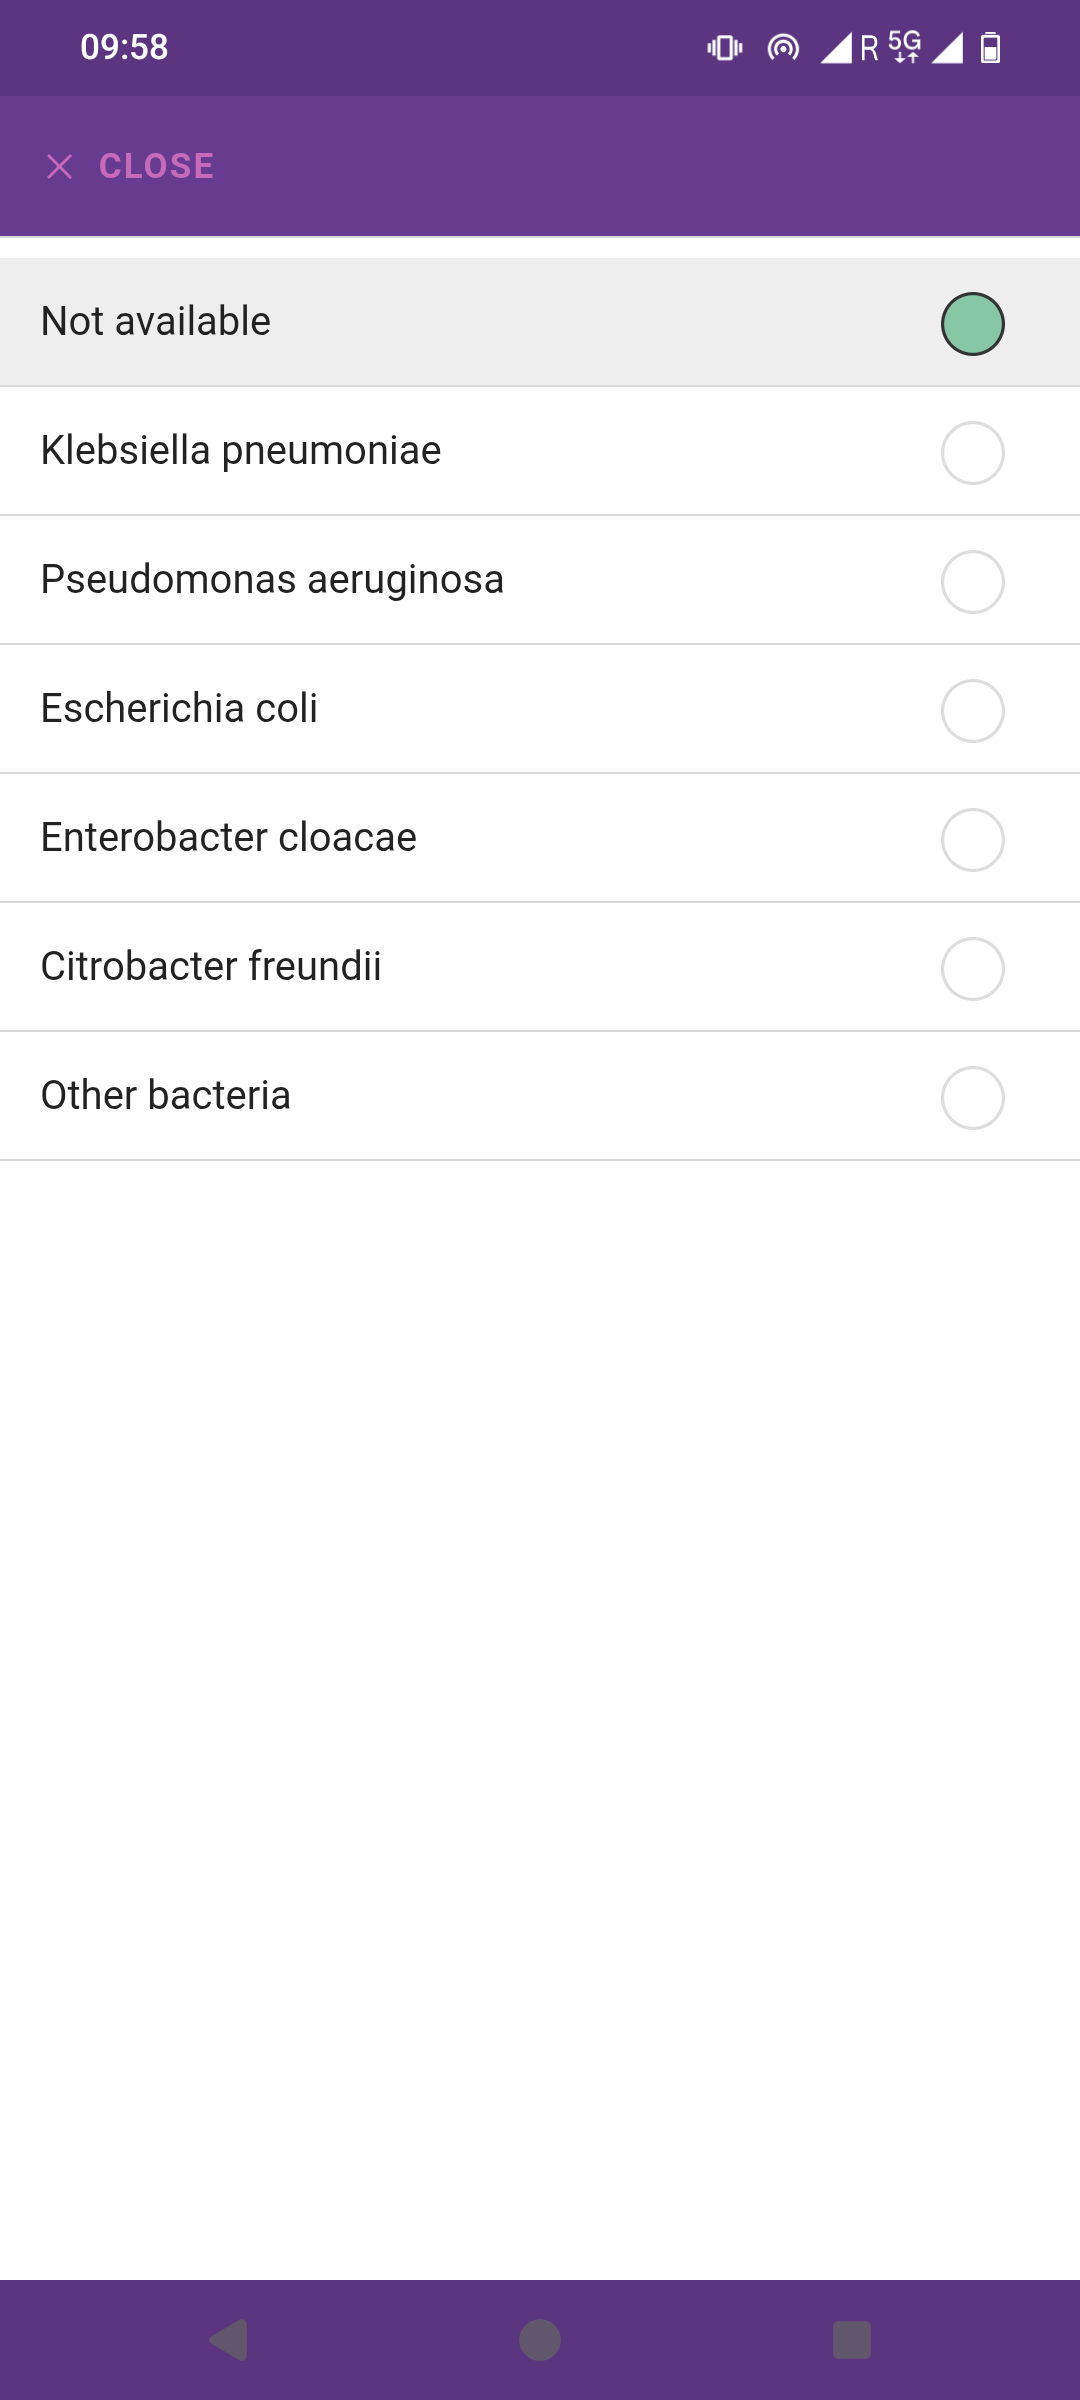 09:58
R 5G
CLOSE
Not available
Klebsiella pneumoniae
Pseudomonas aeruginosa
Escherichia coli
Enterobacter cloacae
Citrobacter freundii
Other bacteria